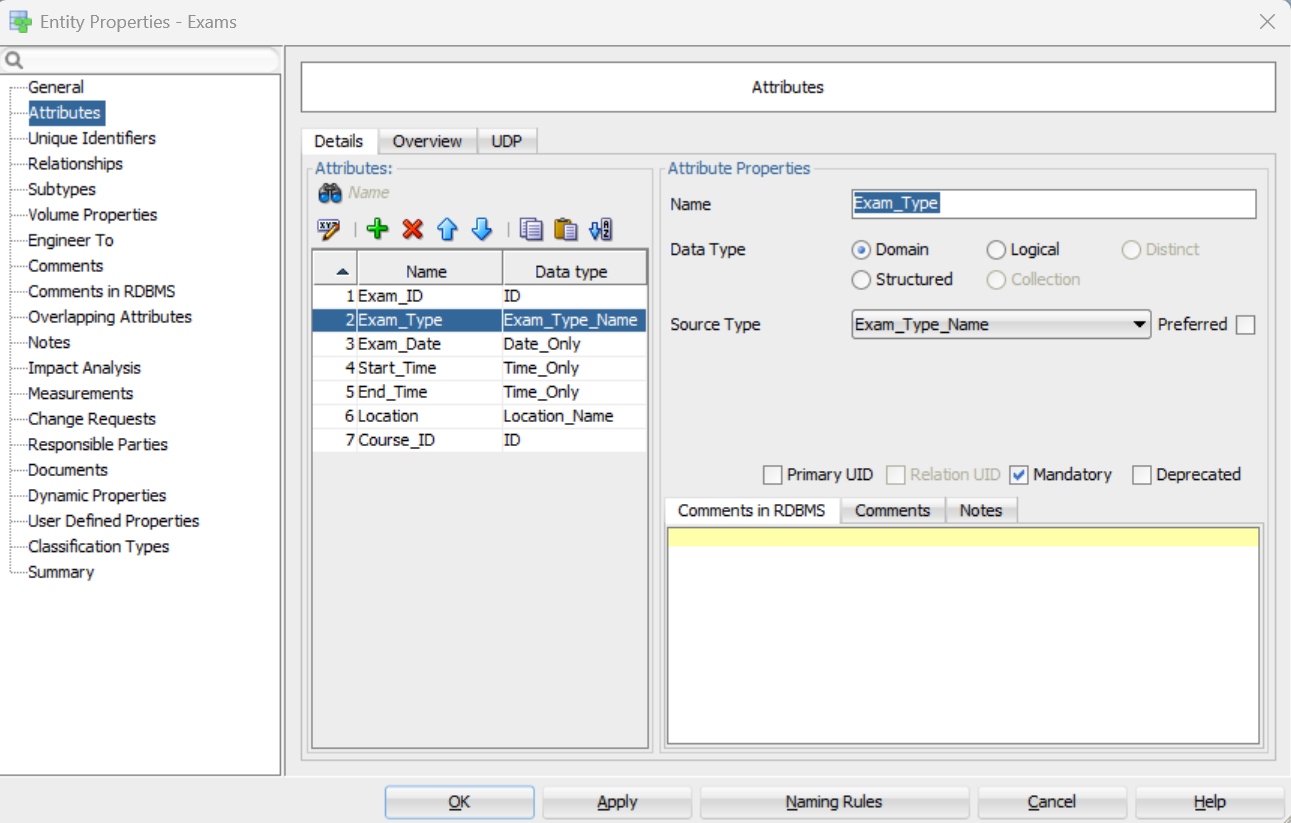 Entity Properties - Exams
General
Attributes
Unique Identifiers
Relationships
Subtypes
Volume Properties
Engineer To
Comments
Comments in RDBMS
Overlapping Attributes
Notes
Impact Analysis
Measurements
Change Requests
Responsible Parties
Documents
Dynamic Properties
User Defined Properties
Classification Types
Summary
Attributes
Details Overview UDP
Attributes:
Name
Name Data type
1 Exam_ID ID
2 Exam_Type Exam_Type_Name
3 Exam_Date Date_Only
4 Start_Time Time_Only
5 End_Time Time_Only
6 Location Location_Name
7 Course_ID ID
Attribute Properties
Name Exam_Type
Data Type Domain Logical Distinct
Structured Collection
Source Type Exam_Type_Name Preferred
Primary UID Relation UID Mandatory Deprecated
Comments in RDBMS Comments Notes
OK Apply Naming Rules Cancel Help